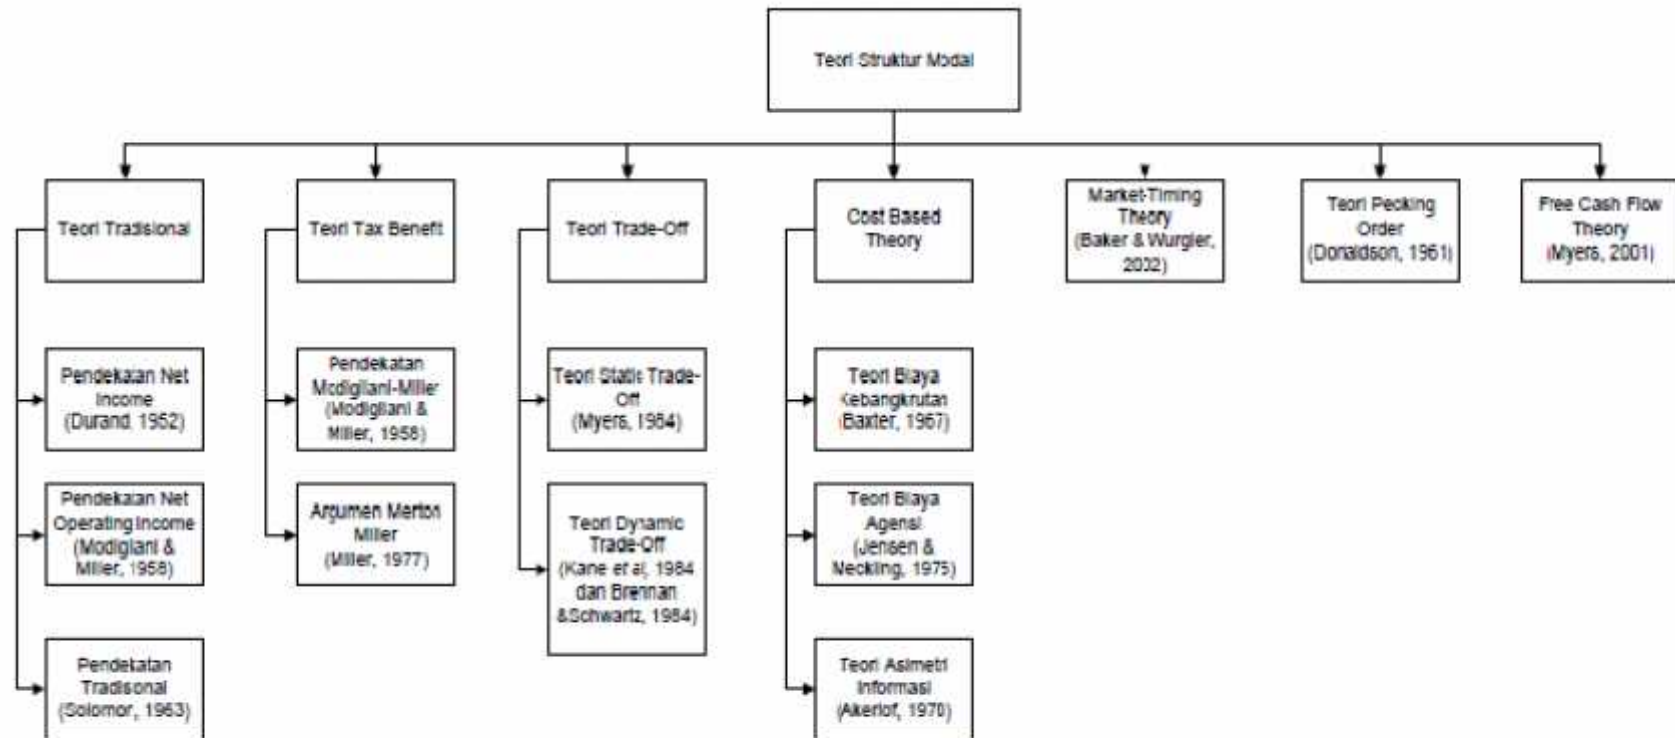 Teori Struktur Modal
Teori Tradisional
Teori Tax Benefit
Teori Trade-Off
Cost Based
Theory
Market-Timing
Theory
(Baker & Wurgler,
2002)
Teori Pecking
Order
(Donaldson, 1961)
Free Cash Flow
Theory
(Myers, 2001)
Pendekatan Net
Income
(Durand, 1952)
Pendekatan
Modigliani-Miller
(Modigliani &
Miller, 1958)
Teori Static Trade-
Off
(Myers, 1984)
Teori Biaya
Kebangkrutan
(Baxter, 1967)
Pendekatan Net
Operating Income
(Modigliani &
Miller, 1958)
Argumen Merton
Miller
(Miller, 1977)
Teori Dynamic
Trade-Off
(Kane et al, 1984
dan Brennan
&Schwartz, 1984)
Teori Biaya
Agensi
(Jensen &
Meckling, 1976)
Pendekatan
Tradisional
(Solomon, 1963)
Teori Asimetri
Informasi
(Akerlof, 1970)